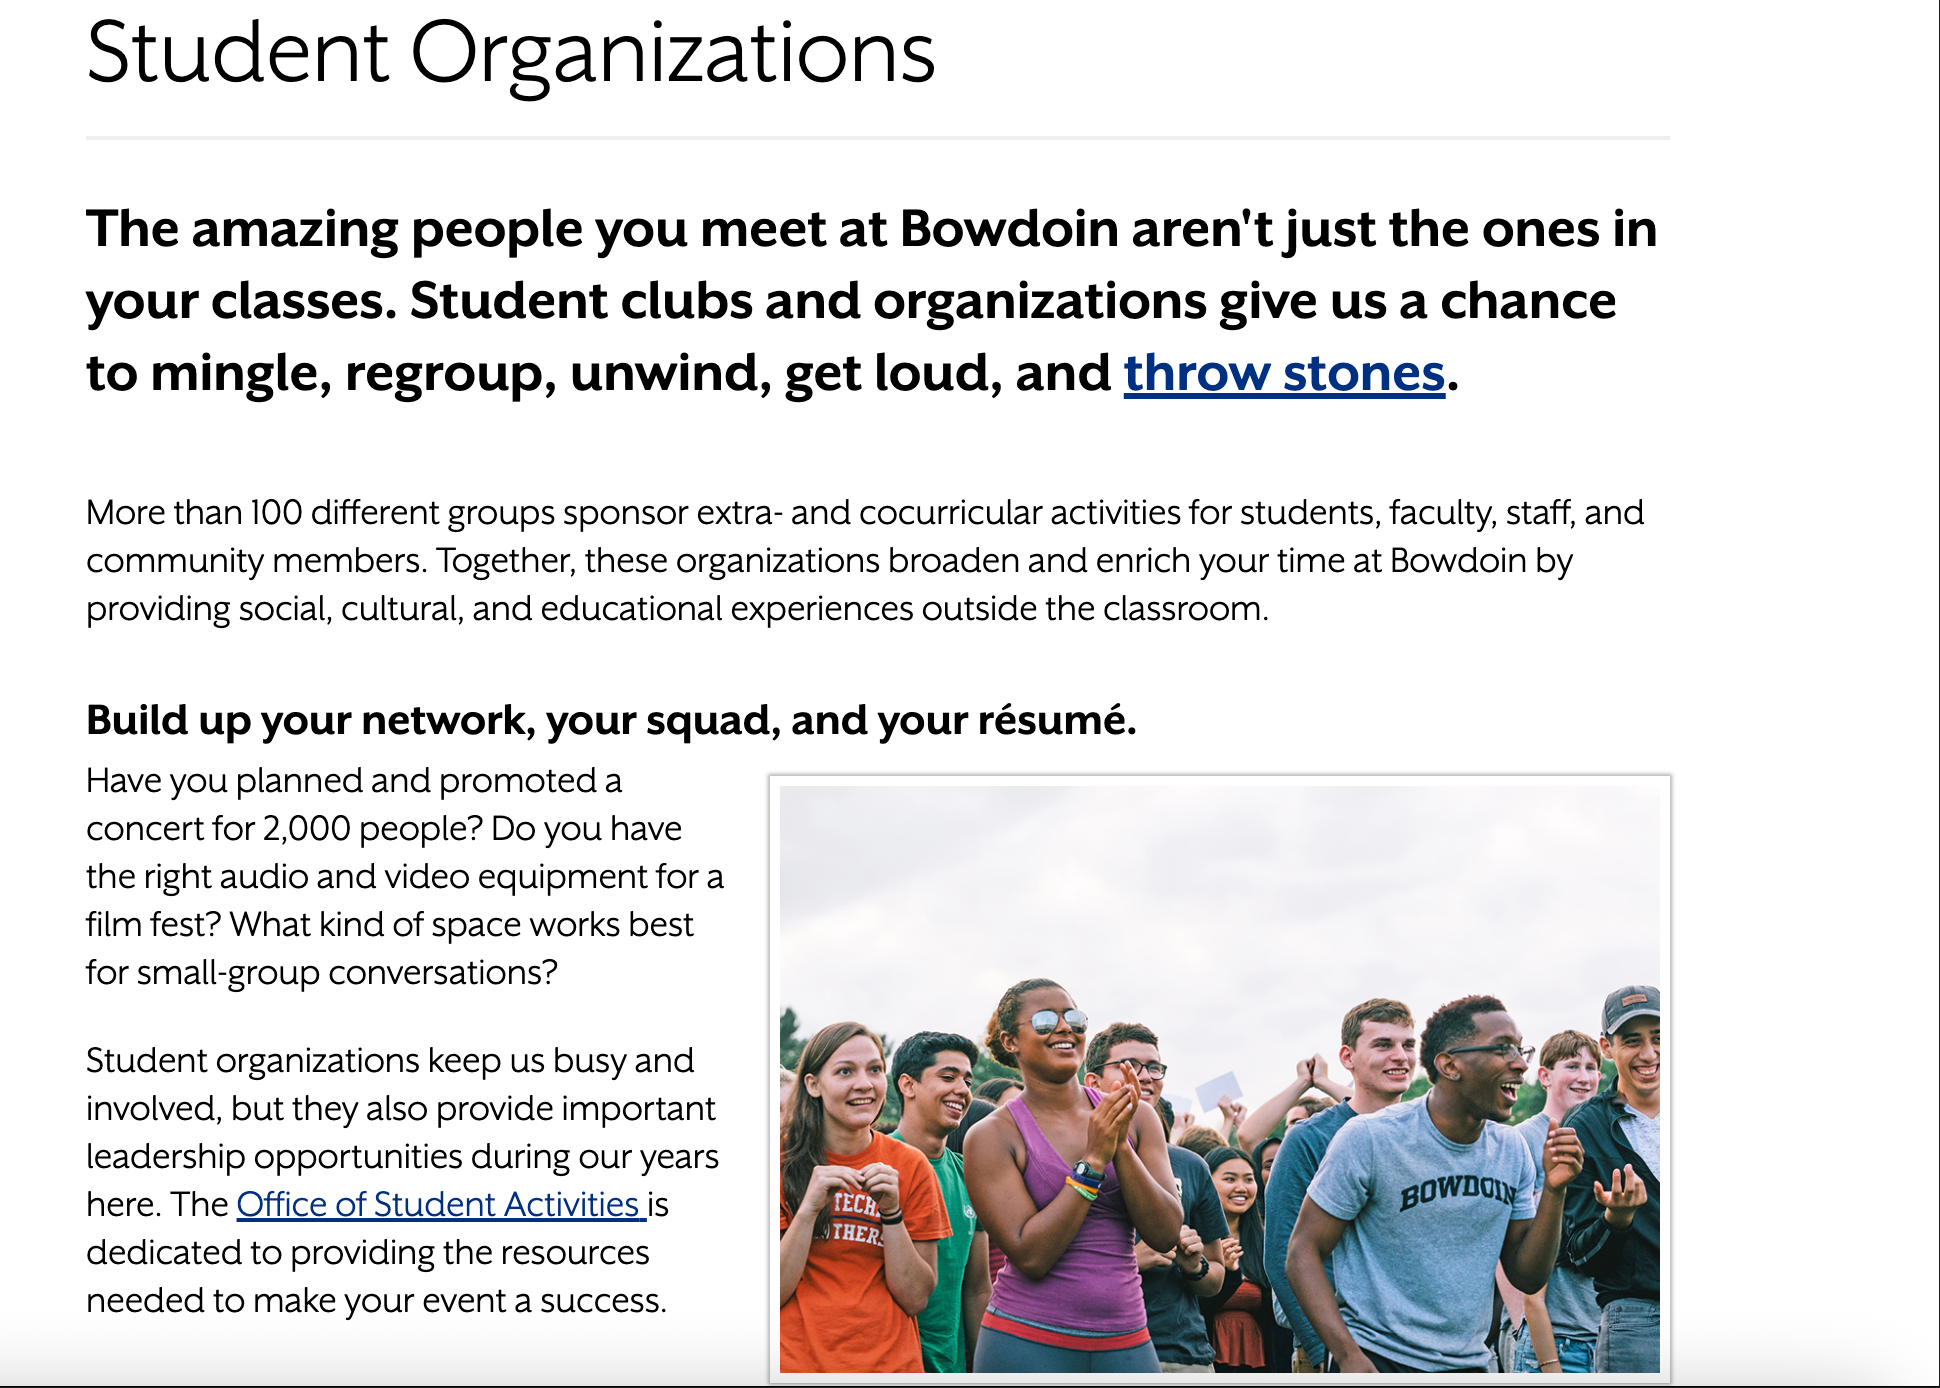 Student Organizations
The amazing people you meet at Bowdoin aren't just the ones in
your classes. Student clubs and organizations give us a chance
to mingle, regroup, unwind, get loud, and throw stones.
More than 100 different groups sponsor extra- and cocurricular activities for students, faculty, staff, and
community members. Together, these organizations broaden and enrich your time at Bowdoin by
providing social, cultural, and educational experiences outside the classroom.
Build up your network, your squad, and your résumé.
Have you planned and promoted a
concert for 2,000 people? Do you have
the right audio and video equipment for a
film fest? What kind of space works best
for small-group conversations?
Student organizations keep us busy and
involved, but they also provide important
leadership opportunities during our years
here. The Office of Student Activities is
dedicated to providing the resources
needed to make your event a success.
BOWDOIN